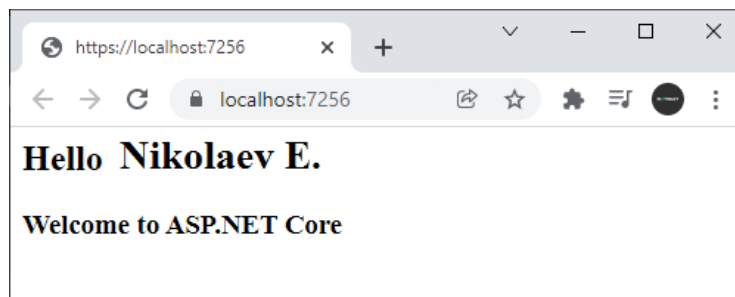 https://localhost:7256
localhost:7256
Hello Nikolaev E.
Welcome to ASP.NET Core